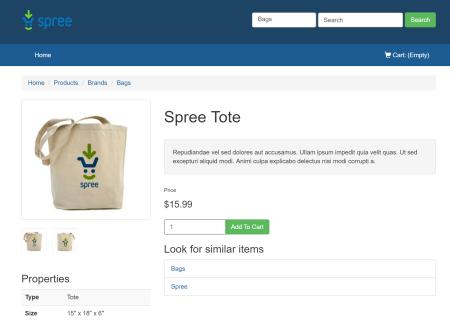 spree
Bags
Search
Search
Home
Cart: (Empty)
Home / Products / Brands / Bags
spree
Spree Tote
Repudiandae vel sed dolores aut accusamus. Ullam ipsum impedit quia velit quas. Ut sed
excepturi aliquid modi. Animi culpa explicabo delectus nisi modi corrupti a.
Price
$15.99
1
Add To Cart
Look for similar items
Bags
Spree
Properties
Type Tote
Size 15" x 18" x 6"